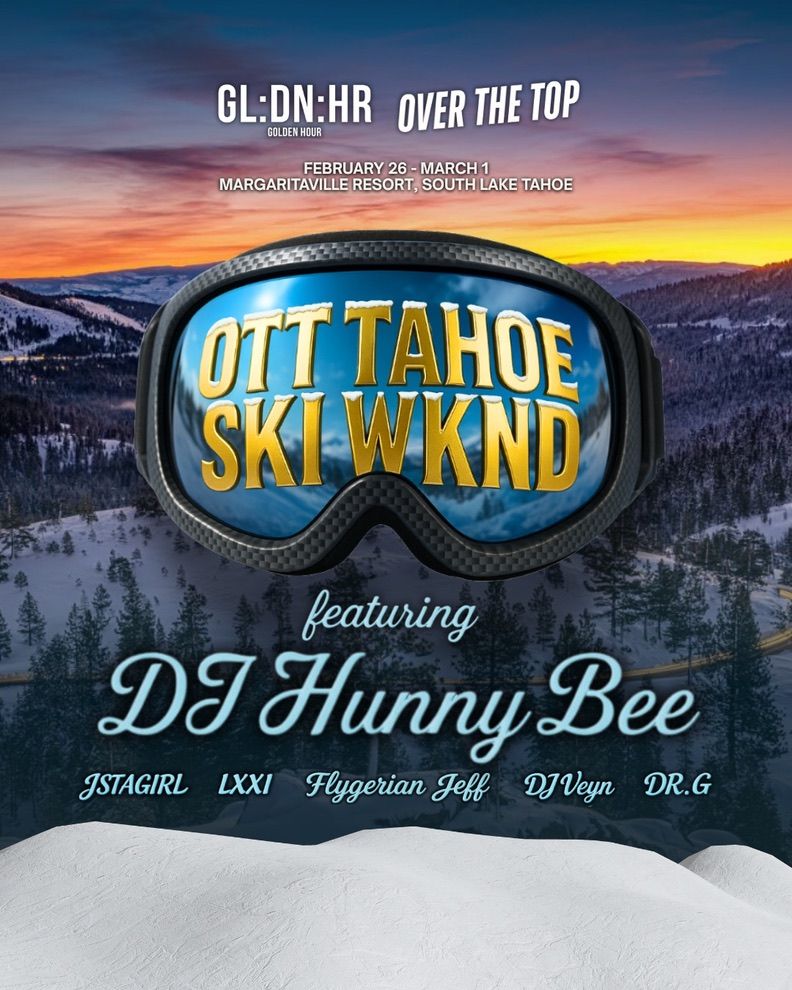 GL:DN:HR OVER THE TOP
GOLDEN HOUR
FEBRUARY 26 - MARCH 1
MARGARITAVILLE RESORT, SOUTH LAKE TAHOE
OTT TAHOE
SKI WKND
featuring
DJ Hunny Bee
JSTAGIRL LXXI Flygerian Jeff DJ Veyn DR.G